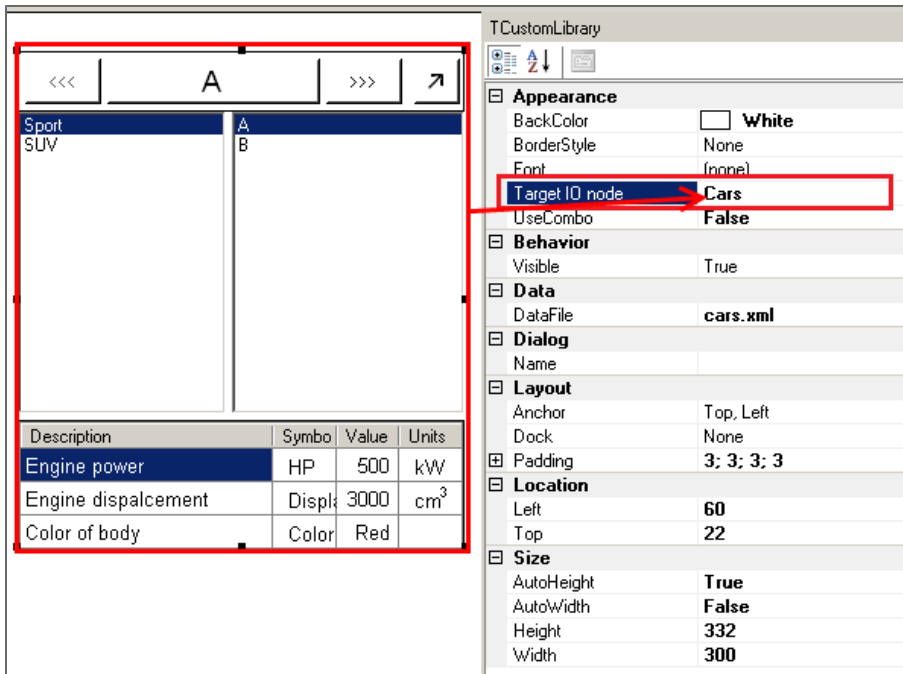 TCustomLibrary
<<< A >>>
Sport A
SUV B
Description Symbo Value Units
Engine power HP 500 kW
Engine dispalcement Displ 3000 cm³
Color of body Color Red
Appearance
BackColor White
BorderStyle None
Font (none)
Target IO node Cars
UseCombo False
Behavior
Visible True
Data
DataFile cars.xml
Dialog
Name
Layout
Anchor Top, Left
Dock None
Padding 3; 3; 3; 3
Location
Left 60
Top 22
Size
AutoHeight True
AutoWidth False
Height 332
Width 300